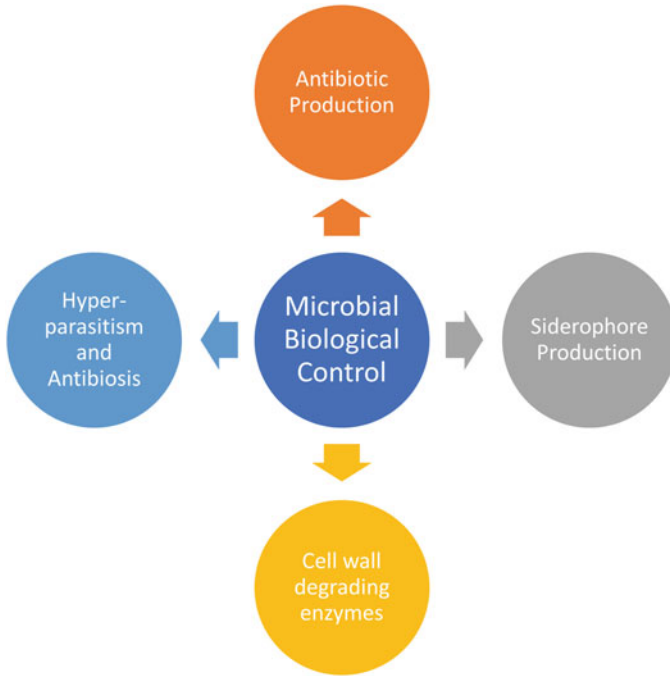 Antibiotic
Production
Hyper-
parasitism
and
Antibiosis
Microbial
Biological
Control
Siderophore
Production
Cell wall
degrading
enzymes